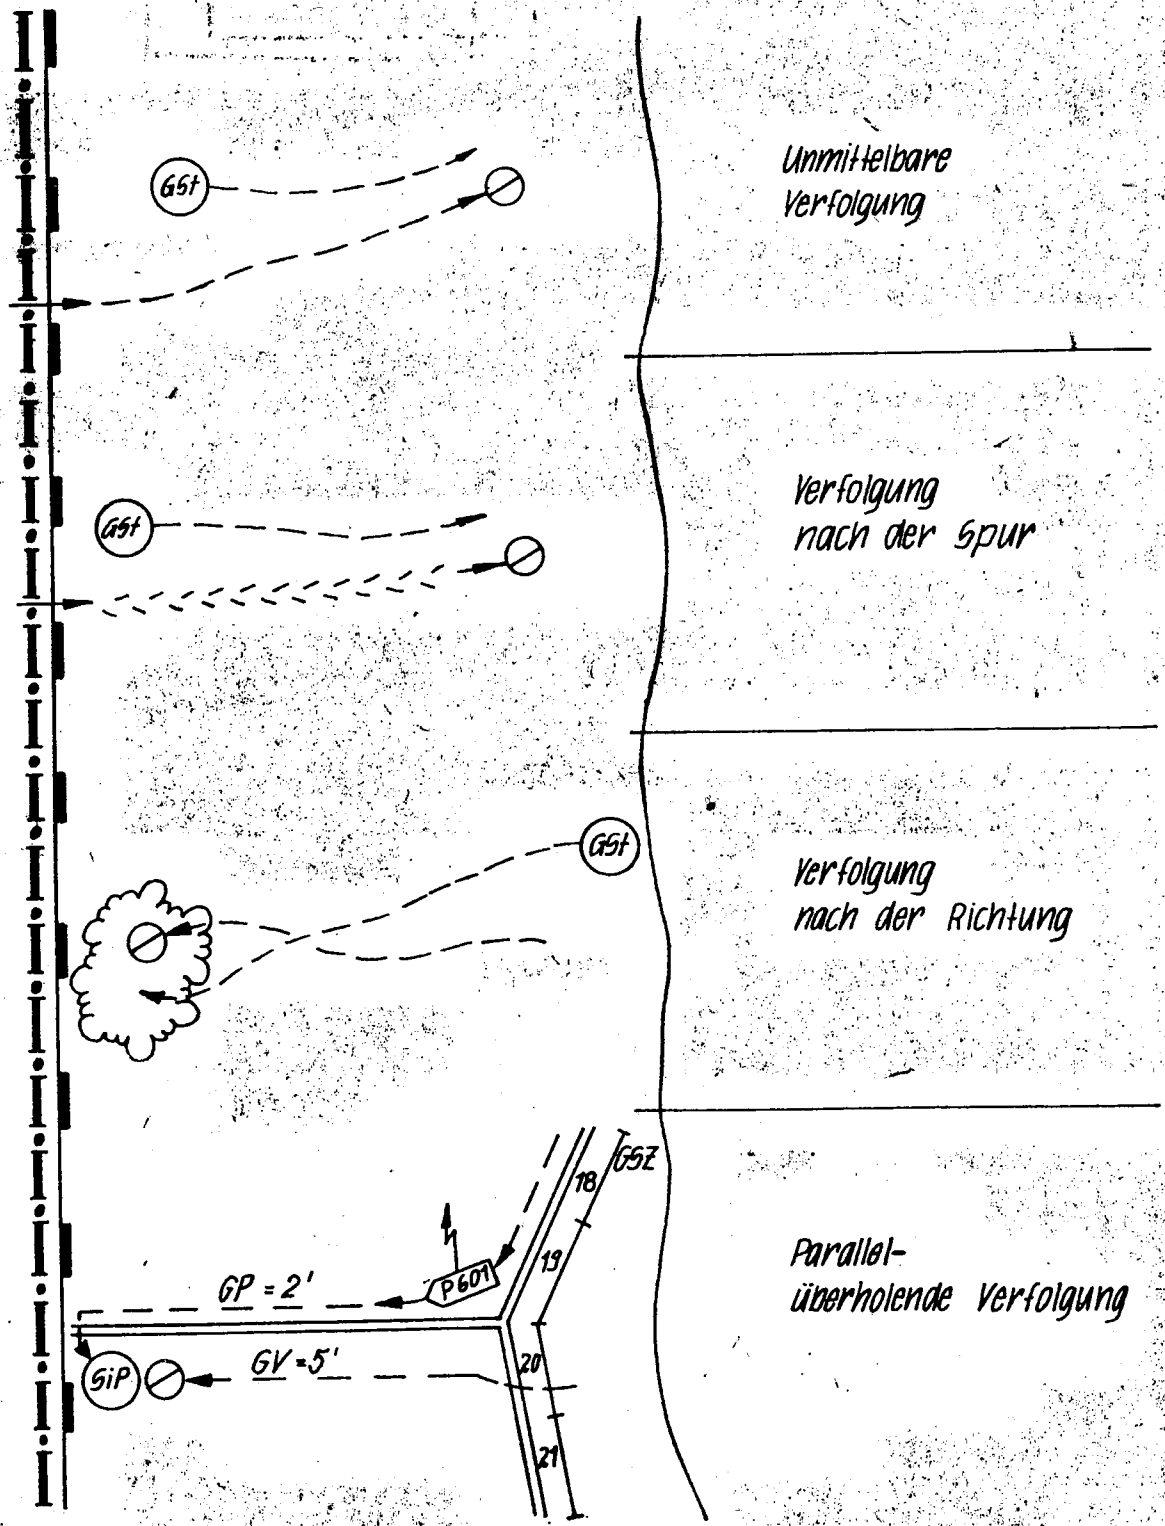 GSt
Unmittelbare
Verfolgung
GSt
Verfolgung
nach der Spur
GSt
Verfolgung
nach der Richtung
GSZ
18
19
P601
GP = 2'
GV = 5'
SiP
20
21
Parallel-
überholende Verfolgung